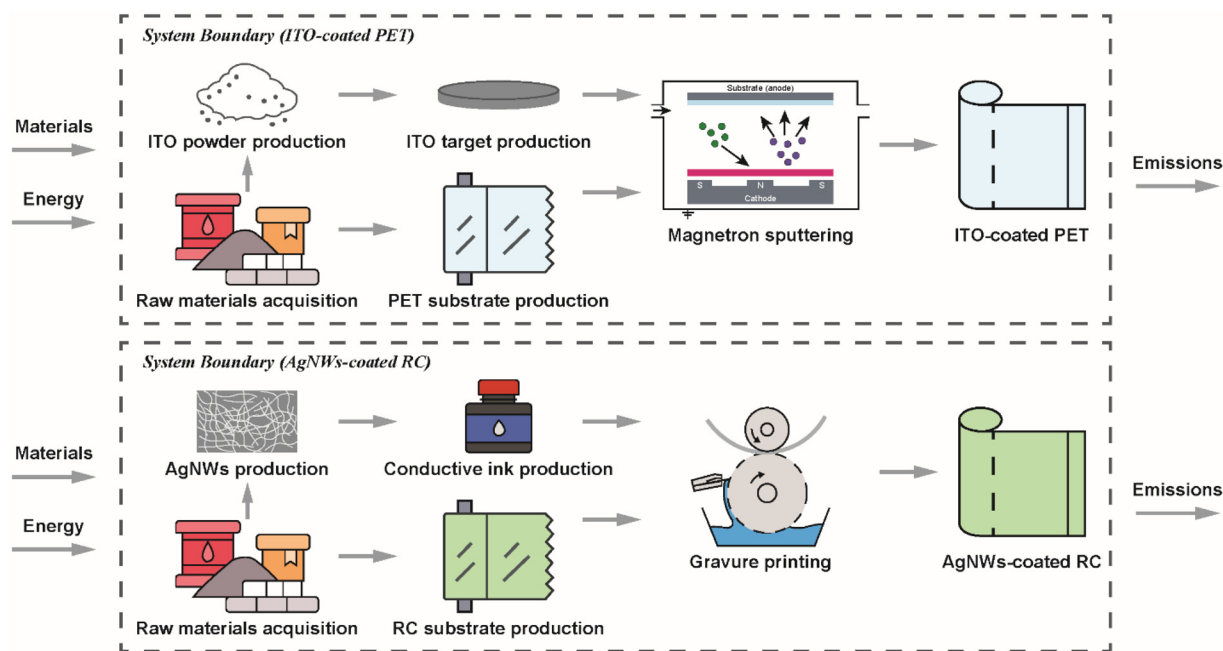 System Boundary (ITO-coated PET)
Substrate (anode)
Materials
ITO powder production
ITO target production
Emissions
Energy
S
N
S
Cathode
Magnetron sputtering
ITO-coated PET
Raw materials acquisition
PET substrate production
System Boundary (AgNWs-coated RC)
Materials
AgNWs production
Conductive ink production
Emissions
Energy
Gravure printing
AgNWs-coated RC
Raw materials acquisition
RC substrate production